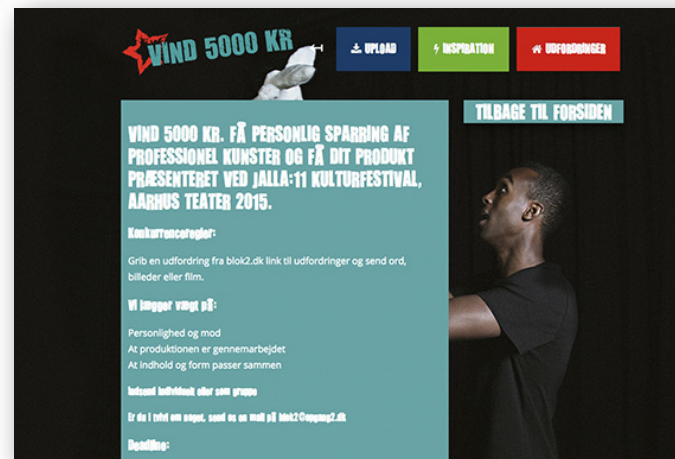 VIND 5000 KR
UPLOAD
INSPIRATION
UDFORDRINGER
TILBAGE TIL FORSIDEN
VIND 5000 KR. FÅ PERSONLIG SPARRING AF
PROFESSIONEL KUNSTER OG FÅ DIT PRODUKT
PRÆSENTERET VED JALLA:11 KULTURFESTIVAL,
AARHUS TEATER 2015.
Konkurrenceregler:
Grib en udfordring fra blok2.dk link til udfordringer og send ord,
billeder eller film.
Vi lægger vægt på:
Personlighed og mod
At produktionen er gennemarbejdet
At indhold og form passer sammen
Indsend individuelt eller som gruppe
Er du i tvivl om noget, send os en mail på blok2@opgang2.dk
Deadline: